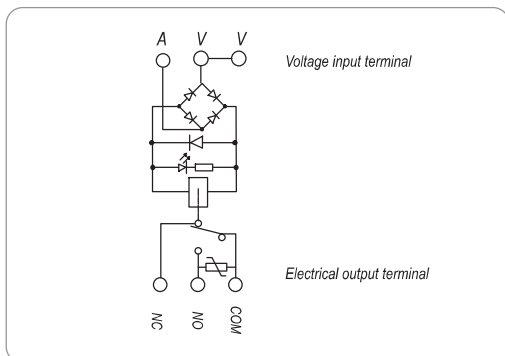 A V V
Voltage input terminal
Electrical output terminal
NC NO COM